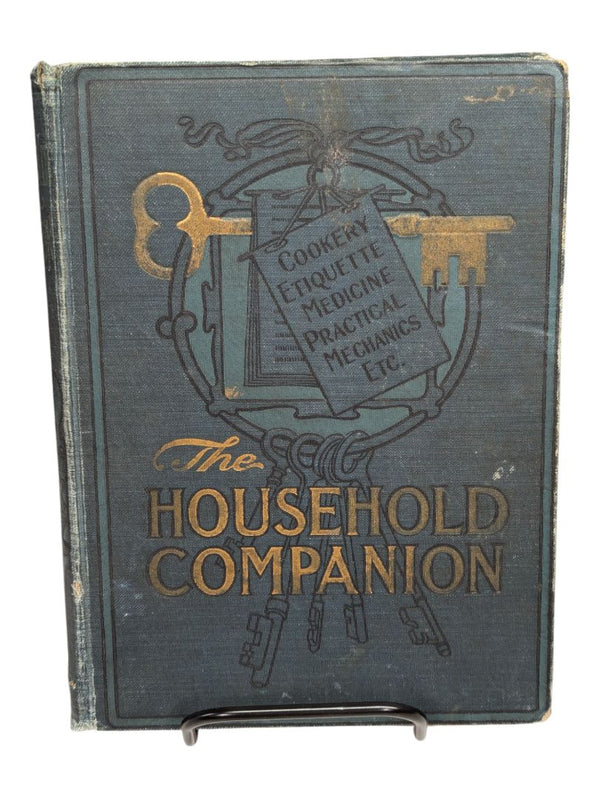 COOKERY
ETIQUETTE
MEDICINE
PRACTICAL
MECHANICS
ETC.
The
HOUSEHOLD
COMPANION